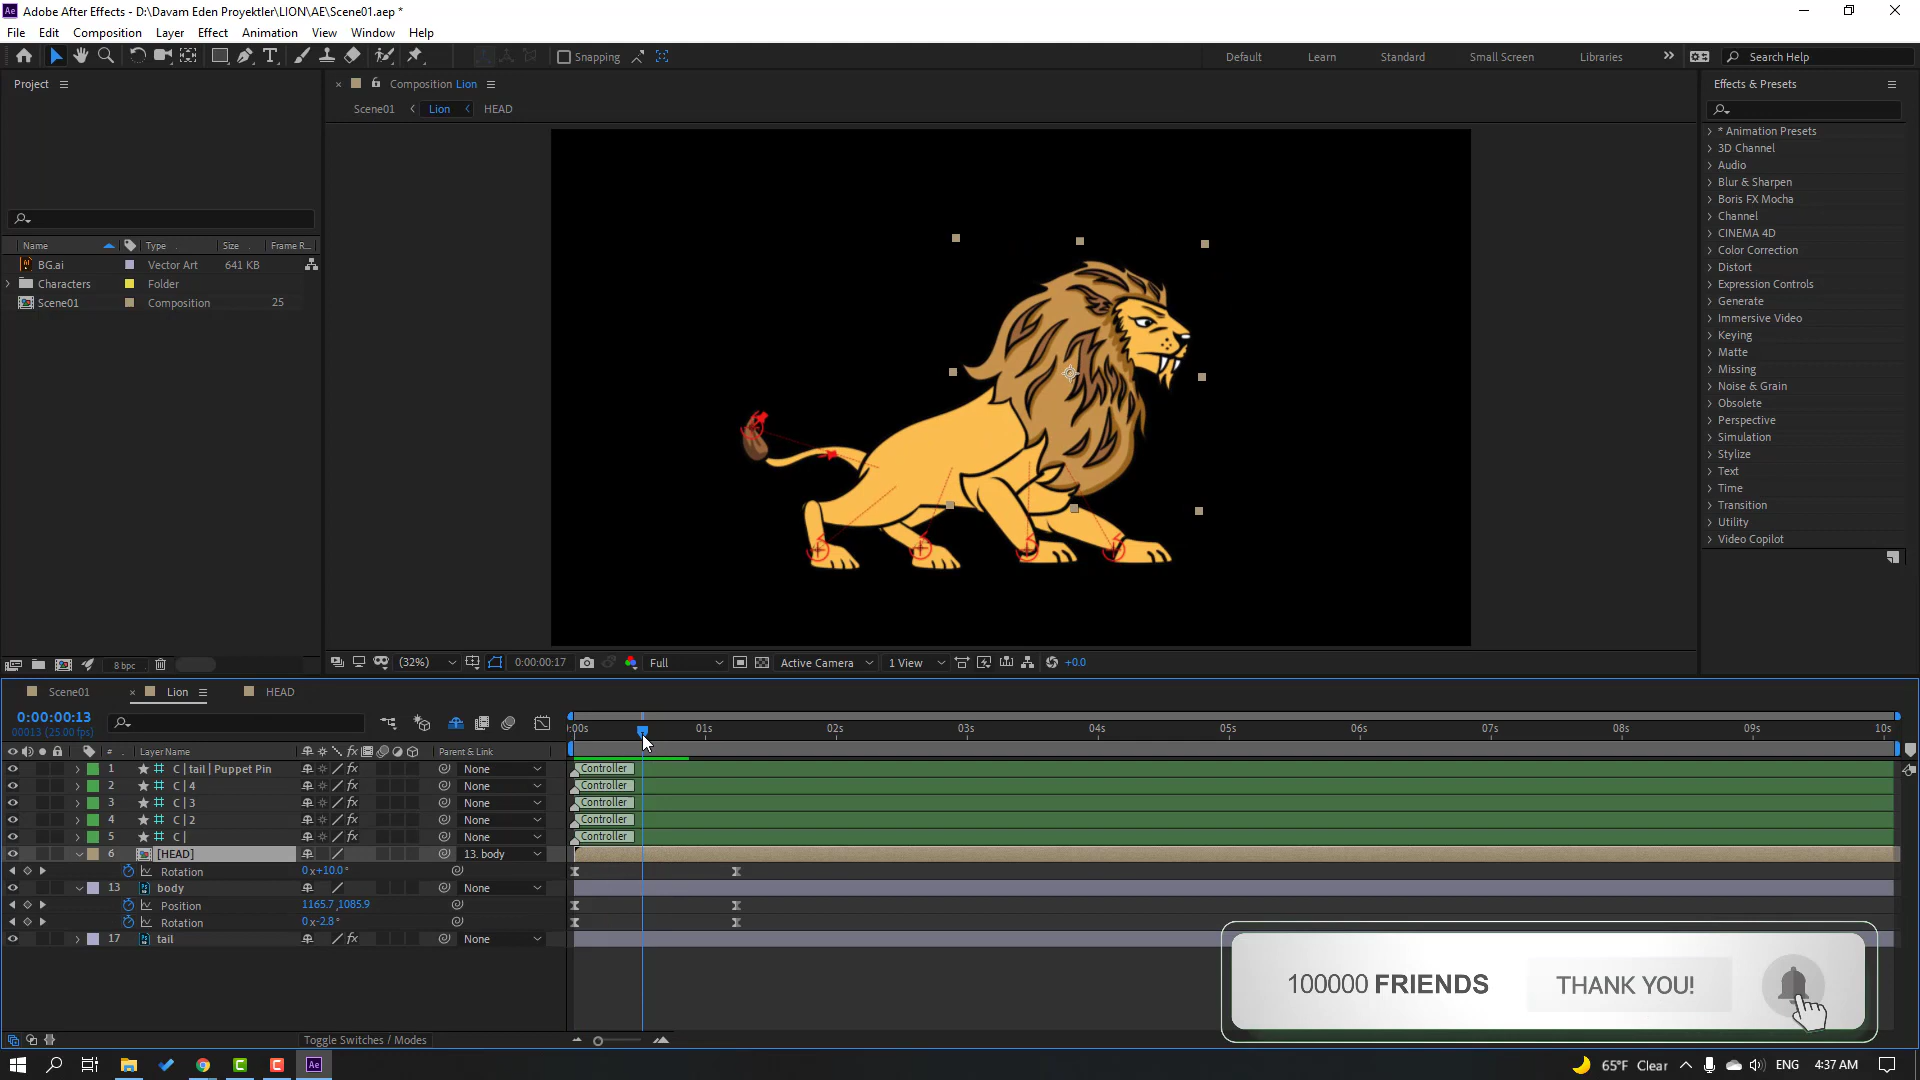 Adobe After Effects - D:\Davam Eden Proyektler\LION\AE\Scene01.aep *
File Edit Composition Layer Effect Animation View Window Help
Snapping Default Learn Standard Small Screen Libraries Search Help
Project
Composition Lion
Effects & Presets
Scene01 Lion HEAD
* Animation Presets
3D Channel
Audio
Blur & Sharpen
Boris FX Mocha
Channel
CINEMA 4D
Color Correction
Distort
Expression Controls
Generate
Immersive Video
Keying
Matte
Missing
Noise & Grain
Obsolete
Perspective
Simulation
Stylize
Text
Time
Transition
Utility
Video Copilot
Name Type Size Frame R...
BG.ai Vector Art 641 KB
Characters Folder
Scene01 Composition 25
8 bpc
(32%) 0:00:00:17 Full Active Camera 1 View +0.0
Scene01 Lion HEAD
0:00:00:13
00013 (25.00 fps)
:00s 01s 02s 03s 04s 05s 06s 07s 08s 09s 10s
# Layer Name Parent & Link
1 C | tail | Puppet Pin None Controller
2 C | 4 None Controller
3 C | 3 None Controller
4 C | 2 None Controller
5 C | None Controller
6 [HEAD] 13. body
Rotation 0x+10.0°
13 body None
Position 1165.7,1085.9
Rotation 0x-2.8°
17 tail None
100000 FRIENDS THANK YOU!
Toggle Switches / Modes
Ae 65°F Clear ENG 4:37 AM